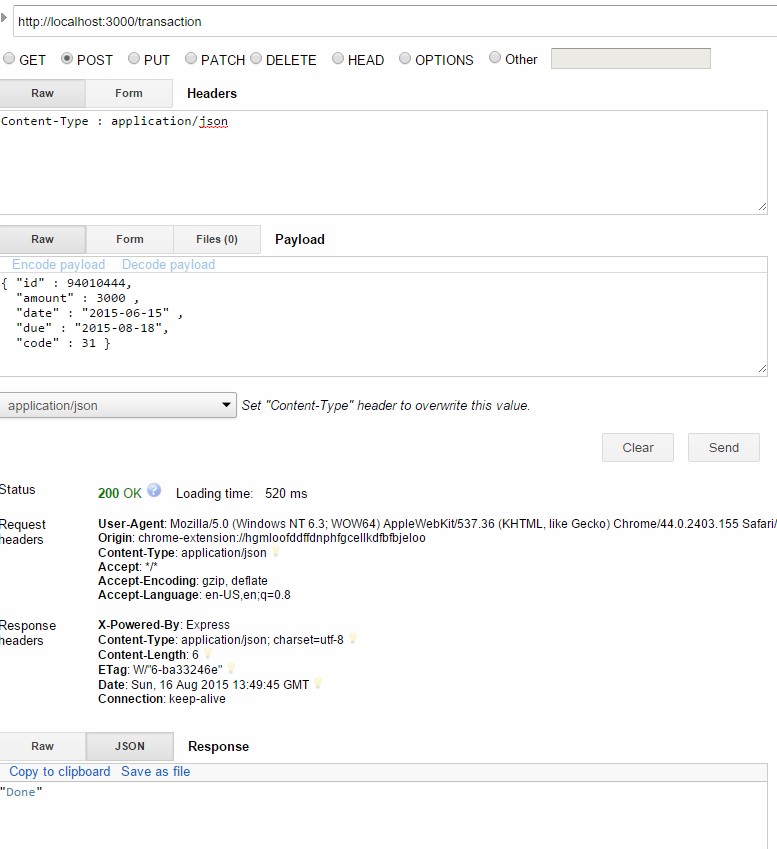 http://localhost:3000/transaction
GET POST PUT PATCH DELETE HEAD OPTIONS Other
Raw Form Headers
Content-Type : application/json
Raw Form Files (0) Payload
Encode payload Decode payload
{ "id" : 94010444,
"amount" : 3000 ,
"date" : "2015-06-15" ,
"due" : "2015-08-18",
"code" : 31 }
application/json Set "Content-Type" header to overwrite this value.
Clear Send
Status 200 OK ? Loading time: 520 ms
Request headers
User-Agent: Mozilla/5.0 (Windows NT 6.3; WOW64) AppleWebKit/537.36 (KHTML, like Gecko) Chrome/44.0.2403.155 Safari/
Origin: chrome-extension://hgmloofddffdnphfgcellkdfbfbjeloo
Content-Type: application/json
Accept: */*
Accept-Encoding: gzip, deflate
Accept-Language: en-US,en;q=0.8
Response headers
X-Powered-By: Express
Content-Type: application/json; charset=utf-8
Content-Length: 6
ETag: W/"6-ba33246e"
Date: Sun, 16 Aug 2015 13:49:45 GMT
Connection: keep-alive
Raw JSON Response
Copy to clipboard Save as file
"Done"